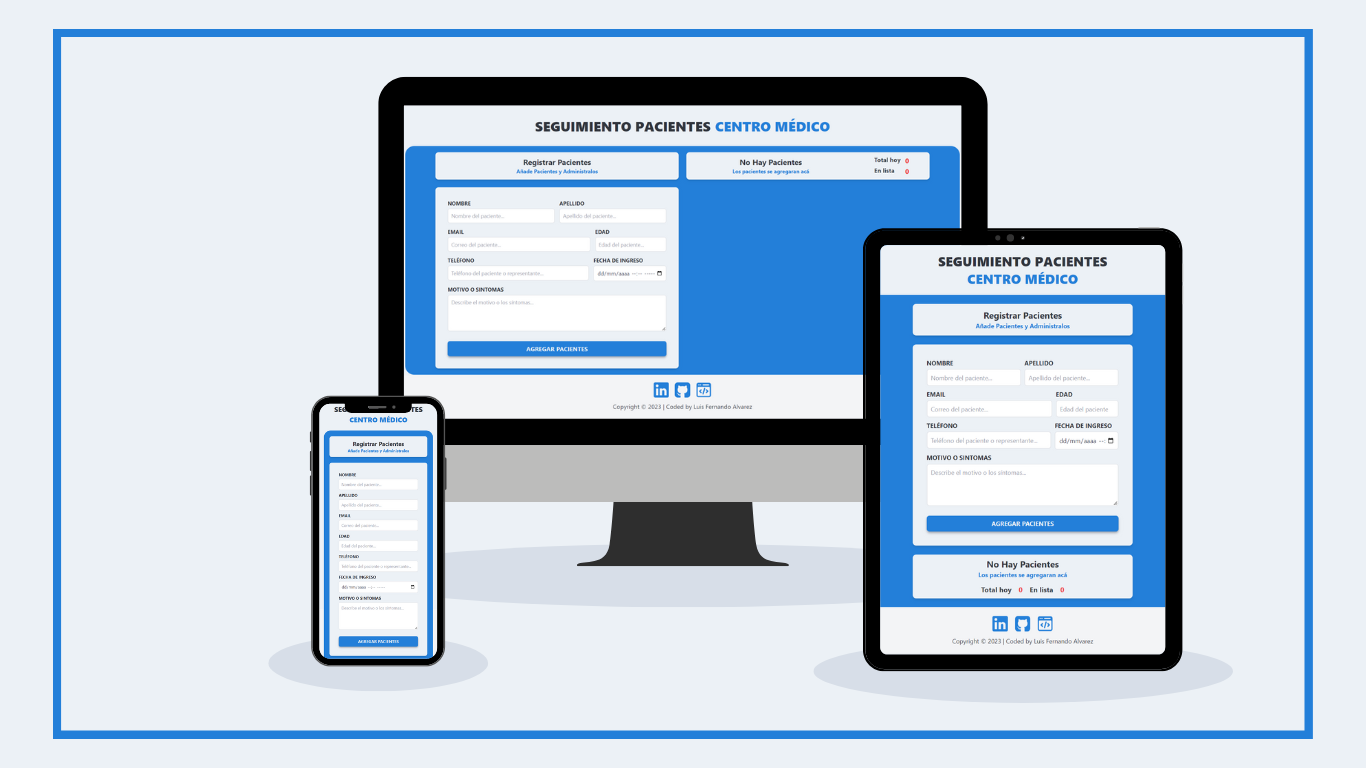 SEGUIMIENTO PACIENTES CENTRO MÉDICO
Registrar Pacientes
Añade Pacientes y Administralos
No Hay Pacientes
Los pacientes se agregaran acá
Total hoy 0
En lista 0
NOMBRE APELLIDO
Nombre del paciente... Apellido del paciente...
EMAIL EDAD
Correo del paciente... Edad del paciente...
TELÉFONO FECHA DE INGRESO
Teléfono del paciente o representante... dd/mm/aaaa --:-- -----
MOTIVO O SINTOMAS
Describe el motivo o los sintomas...
AGREGAR PACIENTES
in
</>
Copyright © 2023 | Coded by Luis Fernando Alvarez
SEGUIMIENTO PACIENTES
CENTRO MÉDICO
Registrar Pacientes
Añade Pacientes y Administralos
NOMBRE APELLIDO
Nombre del paciente... Apellido del paciente...
EMAIL EDAD
Correo del paciente... Edad del paciente
TELÉFONO FECHA DE INGRESO
Teléfono del paciente o representante... dd/mm/aaaa --:
MOTIVO O SINTOMAS
Describe el motivo o los sintomas...
AGREGAR PACIENTES
No Hay Pacientes
Los pacientes se agregaran acá
Total hoy 0 En lista 0
in
</>
Copyright © 2023 | Coded by Luis Fernando Alvarez
CENTRO MÉDICO
Registrar Pacientes
Añade Pacientes y Administralos
NOMBRE
Nombre del paciente...
APELLIDO
Apellido del paciente...
EMAIL
Correo del paciente...
EDAD
Edad del paciente...
TELÉFONO
Teléfono del paciente o representante...
FECHA DE INGRESO
dd/mm/aaaa --:-- -----
MOTIVO O SINTOMAS
Describe el motivo o los sintomas...
AGREGAR PACIENTES